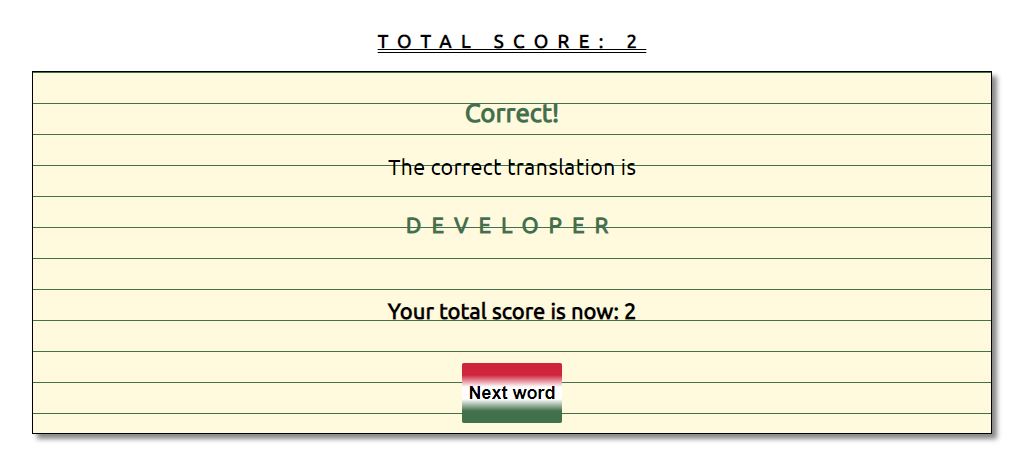 TOTAL SCORE: 2
Correct!
The correct translation is
DEVELOPER
Your total score is now: 2
Next word